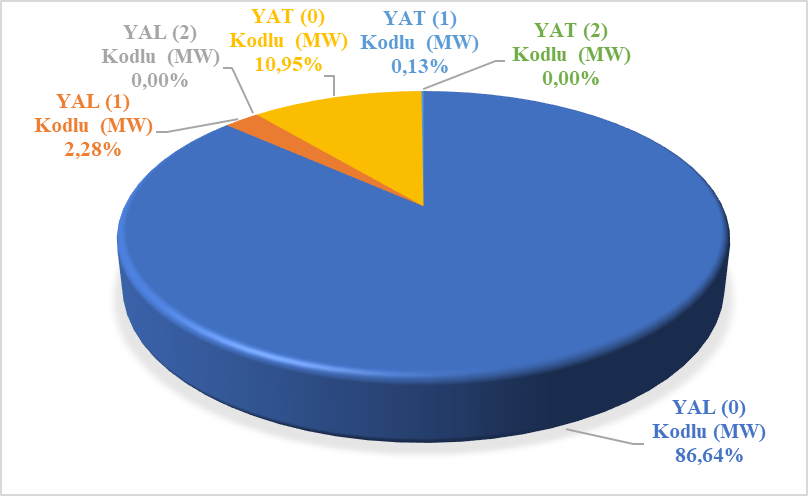 YAL (2)
Kodlu (MW)
0,00%
YAT (0)
Kodlu (MW)
10,95%
YAT (1)
Kodlu (MW)
0,13%
YAT (2)
Kodlu (MW)
0,00%
YAL (1)
Kodlu (MW)
2,28%
YAL (0)
Kodlu (MW)
86,64%